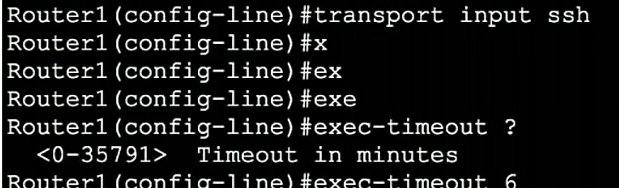 Router1(config-line)#transport input ssh
Router1(config-line)#x
Router1(config-line)#ex
Router1(config-line)#exe
Router1(config-line)#exec-timeout ?
  <0-35791>  Timeout in minutes
Router1(config-line)#exec-timeout 6